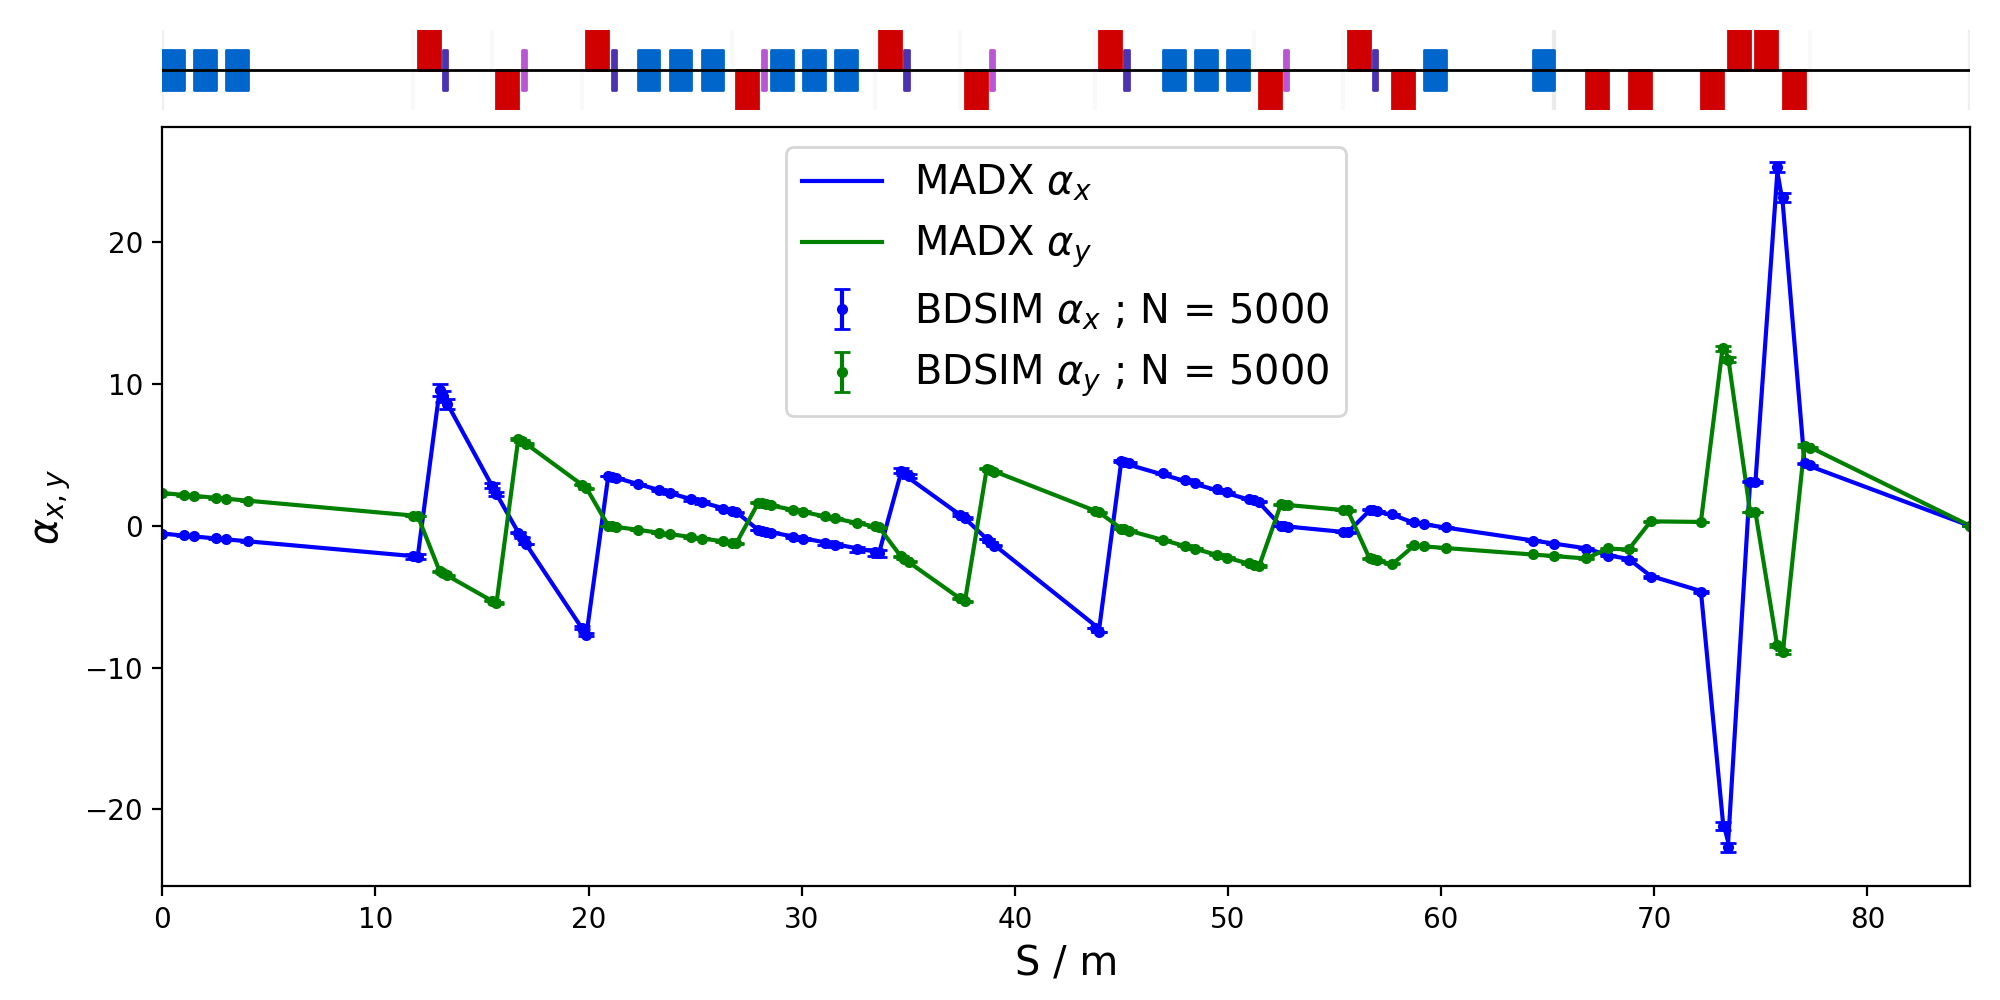 MADX αx
MADX αy
BDSIM αx ; N = 5000
BDSIM αy ; N = 5000
αx, y
20
10
0
−10
−20
0 10 20 30 40 50 60 70 80
S / m